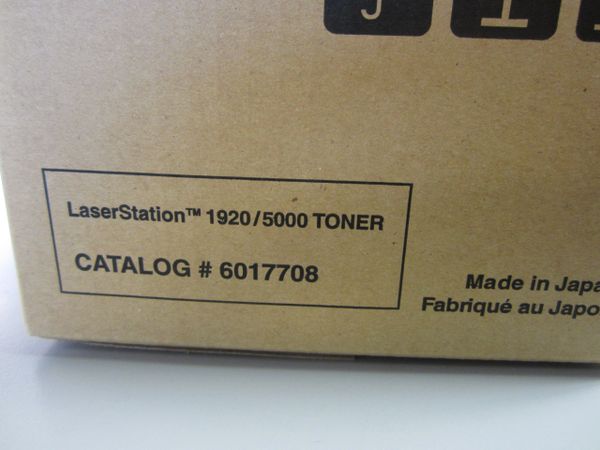 J
LaserStation™ 1920/5000 TONER
CATALOG # 6017708
Made in Japa
Fabriqué au Japo